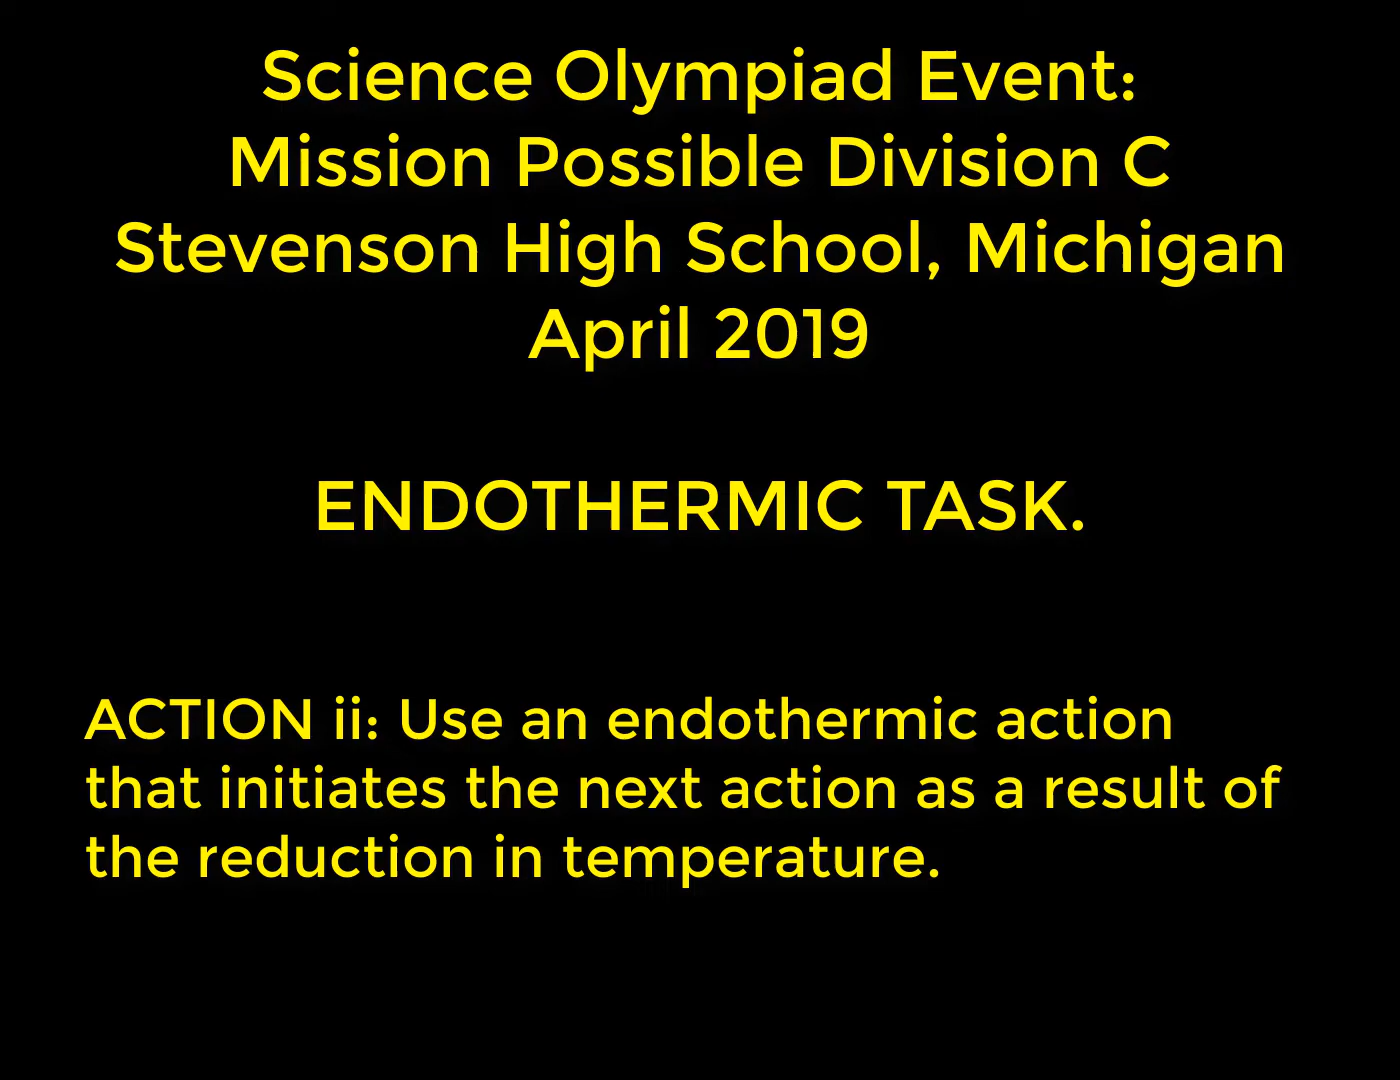 Science Olympiad Event:
Mission Possible Division C
Stevenson High School, Michigan
April 2019
ENDOTHERMIC TASK.
ACTION ii: Use an endothermic action
that initiates the next action as a result of
the reduction in temperature.